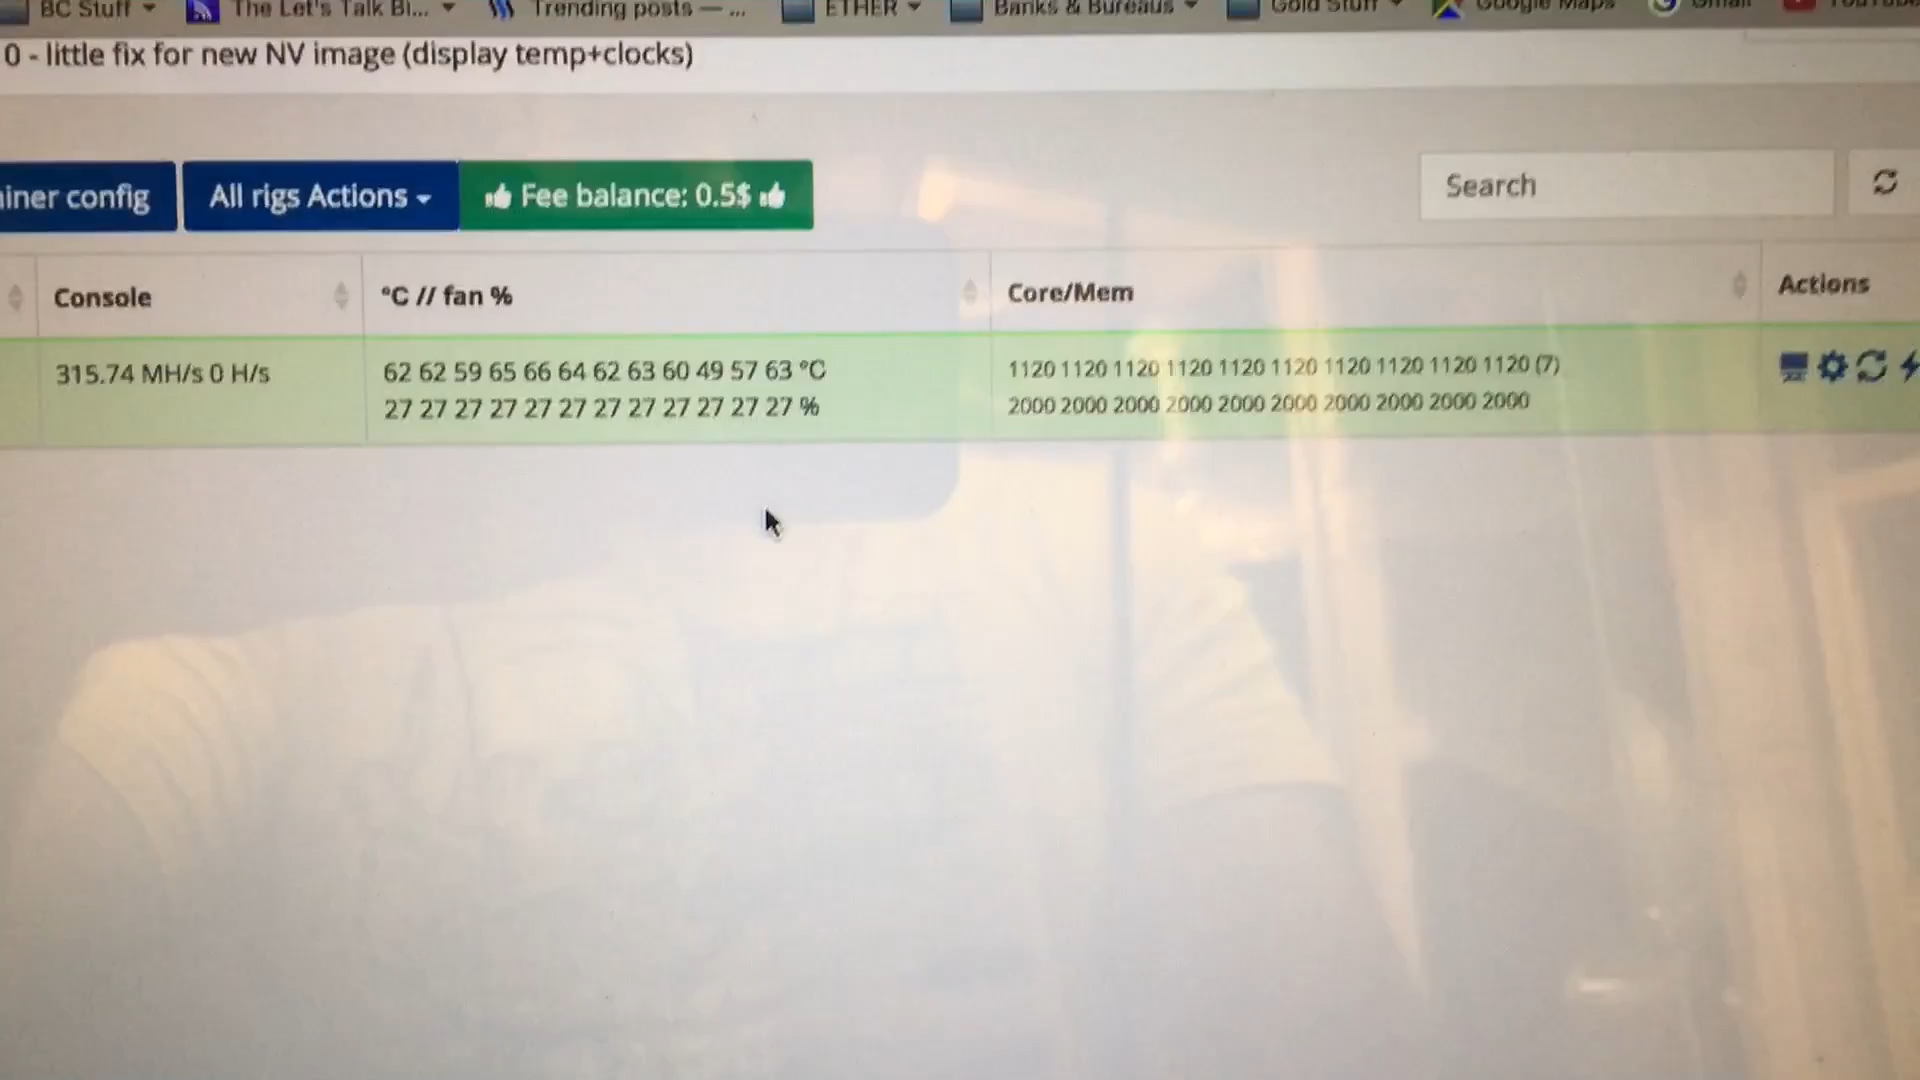 BC Stuff
The Let's Talk Bi...
Trending posts — ...
ETHER
Banks & Bureaus
Gold Stuff
Google Maps
Gmail
YouTube
0 - little fix for new NV image (display temp+clocks)
iner config
All rigs Actions
Fee balance: 0.5$
Search
Console
°C // fan %
Core/Mem
Actions
315.74 MH/s 0 H/s
62 62 59 65 66 64 62 63 60 49 57 63 °C
27 27 27 27 27 27 27 27 27 27 27 27 %
1120 1120 1120 1120 1120 1120 1120 1120 1120 1120 (7)
2000 2000 2000 2000 2000 2000 2000 2000 2000 2000